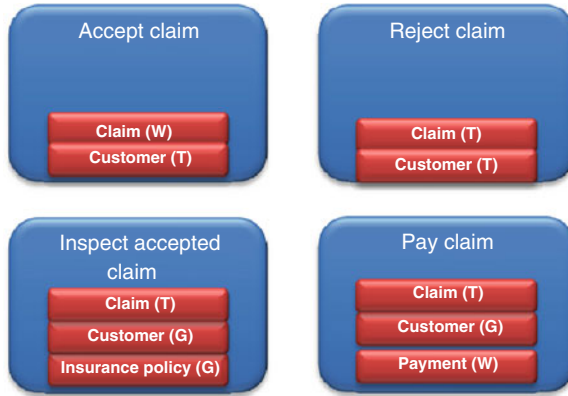 Accept claim
Claim (W)
Customer (T)
Reject claim
Claim (T)
Customer (T)
Inspect accepted
claim
Claim (T)
Customer (G)
Insurance policy (G)
Pay claim
Claim (T)
Customer (G)
Payment (W)